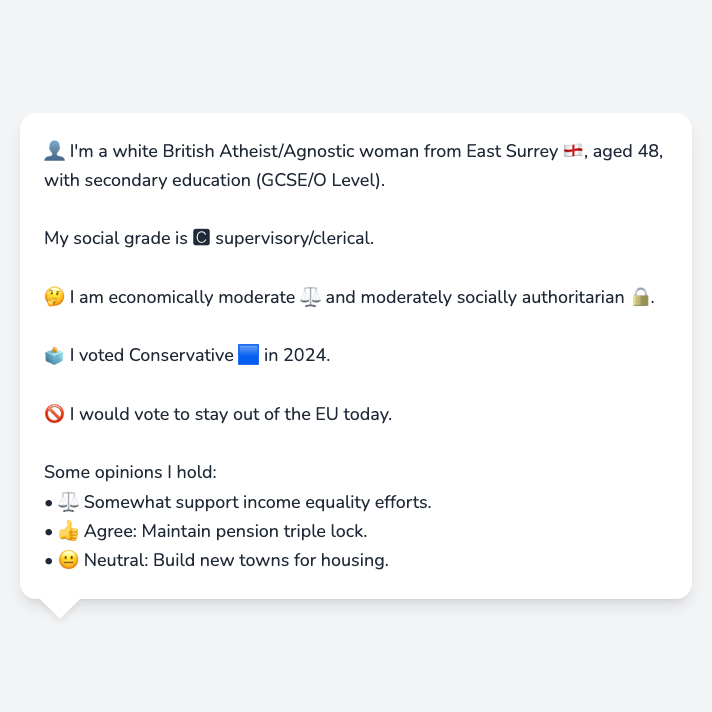 👤 I'm a white British Atheist/Agnostic woman from East Surrey 🏴󠁧󠁢󠁥󠁮󠁧󠁿, aged 48,
with secondary education (GCSE/O Level).
My social grade is 🅲 supervisory/clerical.
🤔 I am economically moderate ⚖️ and moderately socially authoritarian 🔒.
🗳️ I voted Conservative 🟦 in 2024.
🚫 I would vote to stay out of the EU today.
Some opinions I hold:
• ⚖️ Somewhat support income equality efforts.
• 👍 Agree: Maintain pension triple lock.
• 😐 Neutral: Build new towns for housing.